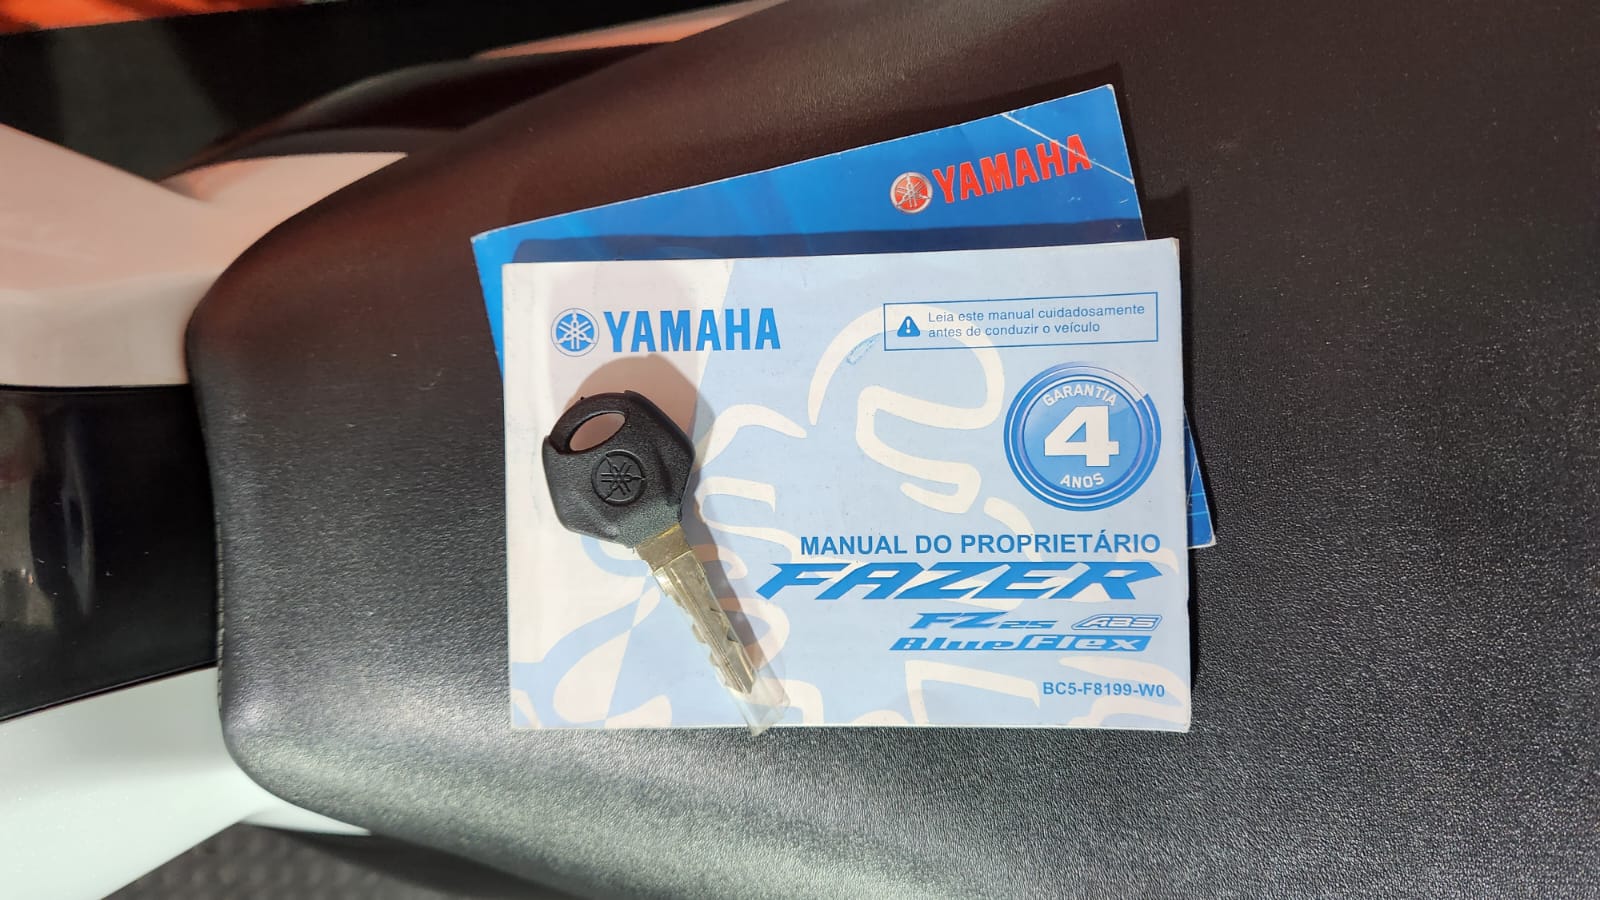 YAMAHA
YAMAHA
Leia este manual cuidadosamente
antes de conduzir o veículo
GARANTIA
4
ANOS
MANUAL DO PROPRIETÁRIO
FAZER
FZ25 ABS
BlueFlex
BC5-F8199-W0